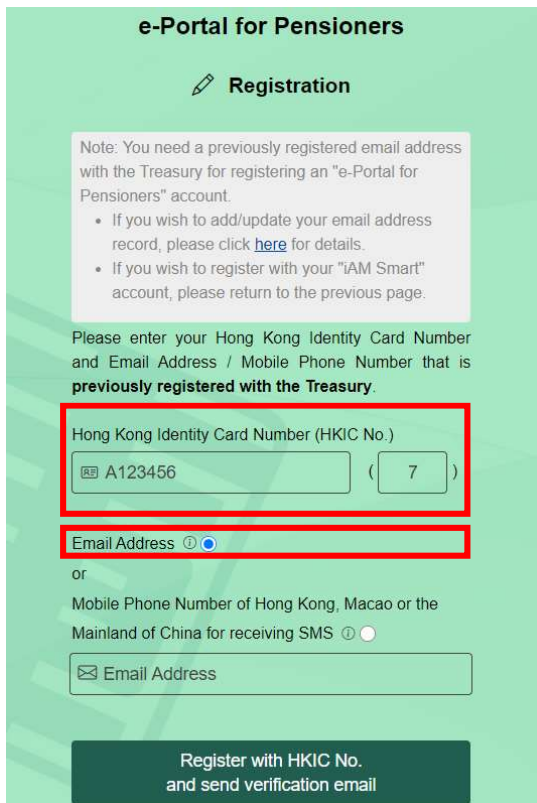 e-Portal for Pensioners
Registration
Note: You need a previously registered email address
with the Treasury for registering an "e-Portal for
Pensioners" account.
• If you wish to add/update your email address
record, please click here for details.
• If you wish to register with your "iAM Smart"
account, please return to the previous page.
Please enter your Hong Kong Identity Card Number
and Email Address / Mobile Phone Number that is
previously registered with the Treasury.
Hong Kong Identity Card Number (HKIC No.)
A123456 ( 7 )
Email Address
or
Mobile Phone Number of Hong Kong, Macao or the
Mainland of China for receiving SMS
Email Address
Register with HKIC No.
and send verification email